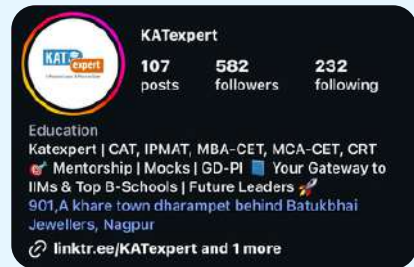 KAT expert
KATexpert
107 582 232
posts followers following
Education
Katexpert | CAT, IPMAT, MBA-CET, MCA-CET, CRT
🎯 Mentorship | Mocks | GD-PI 📘 Your Gateway to
IIMs & Top B-Schools | Future Leaders 🚀
901,A khare town dharampet behind Batukbhai
Jewellers, Nagpur
linktr.ee/KATexpert and 1 more